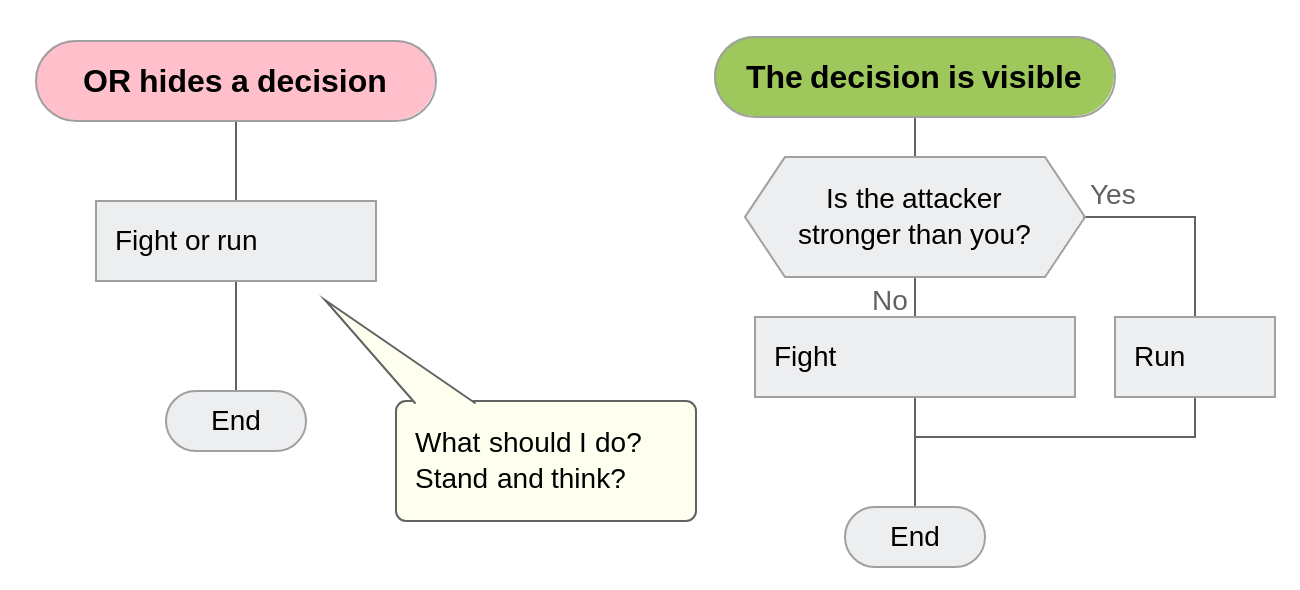 OR hides a decision
Fight or run
End
What should I do?
Stand and think?
The decision is visible
Is the attacker
stronger than you?
Yes
No
Fight
Run
End